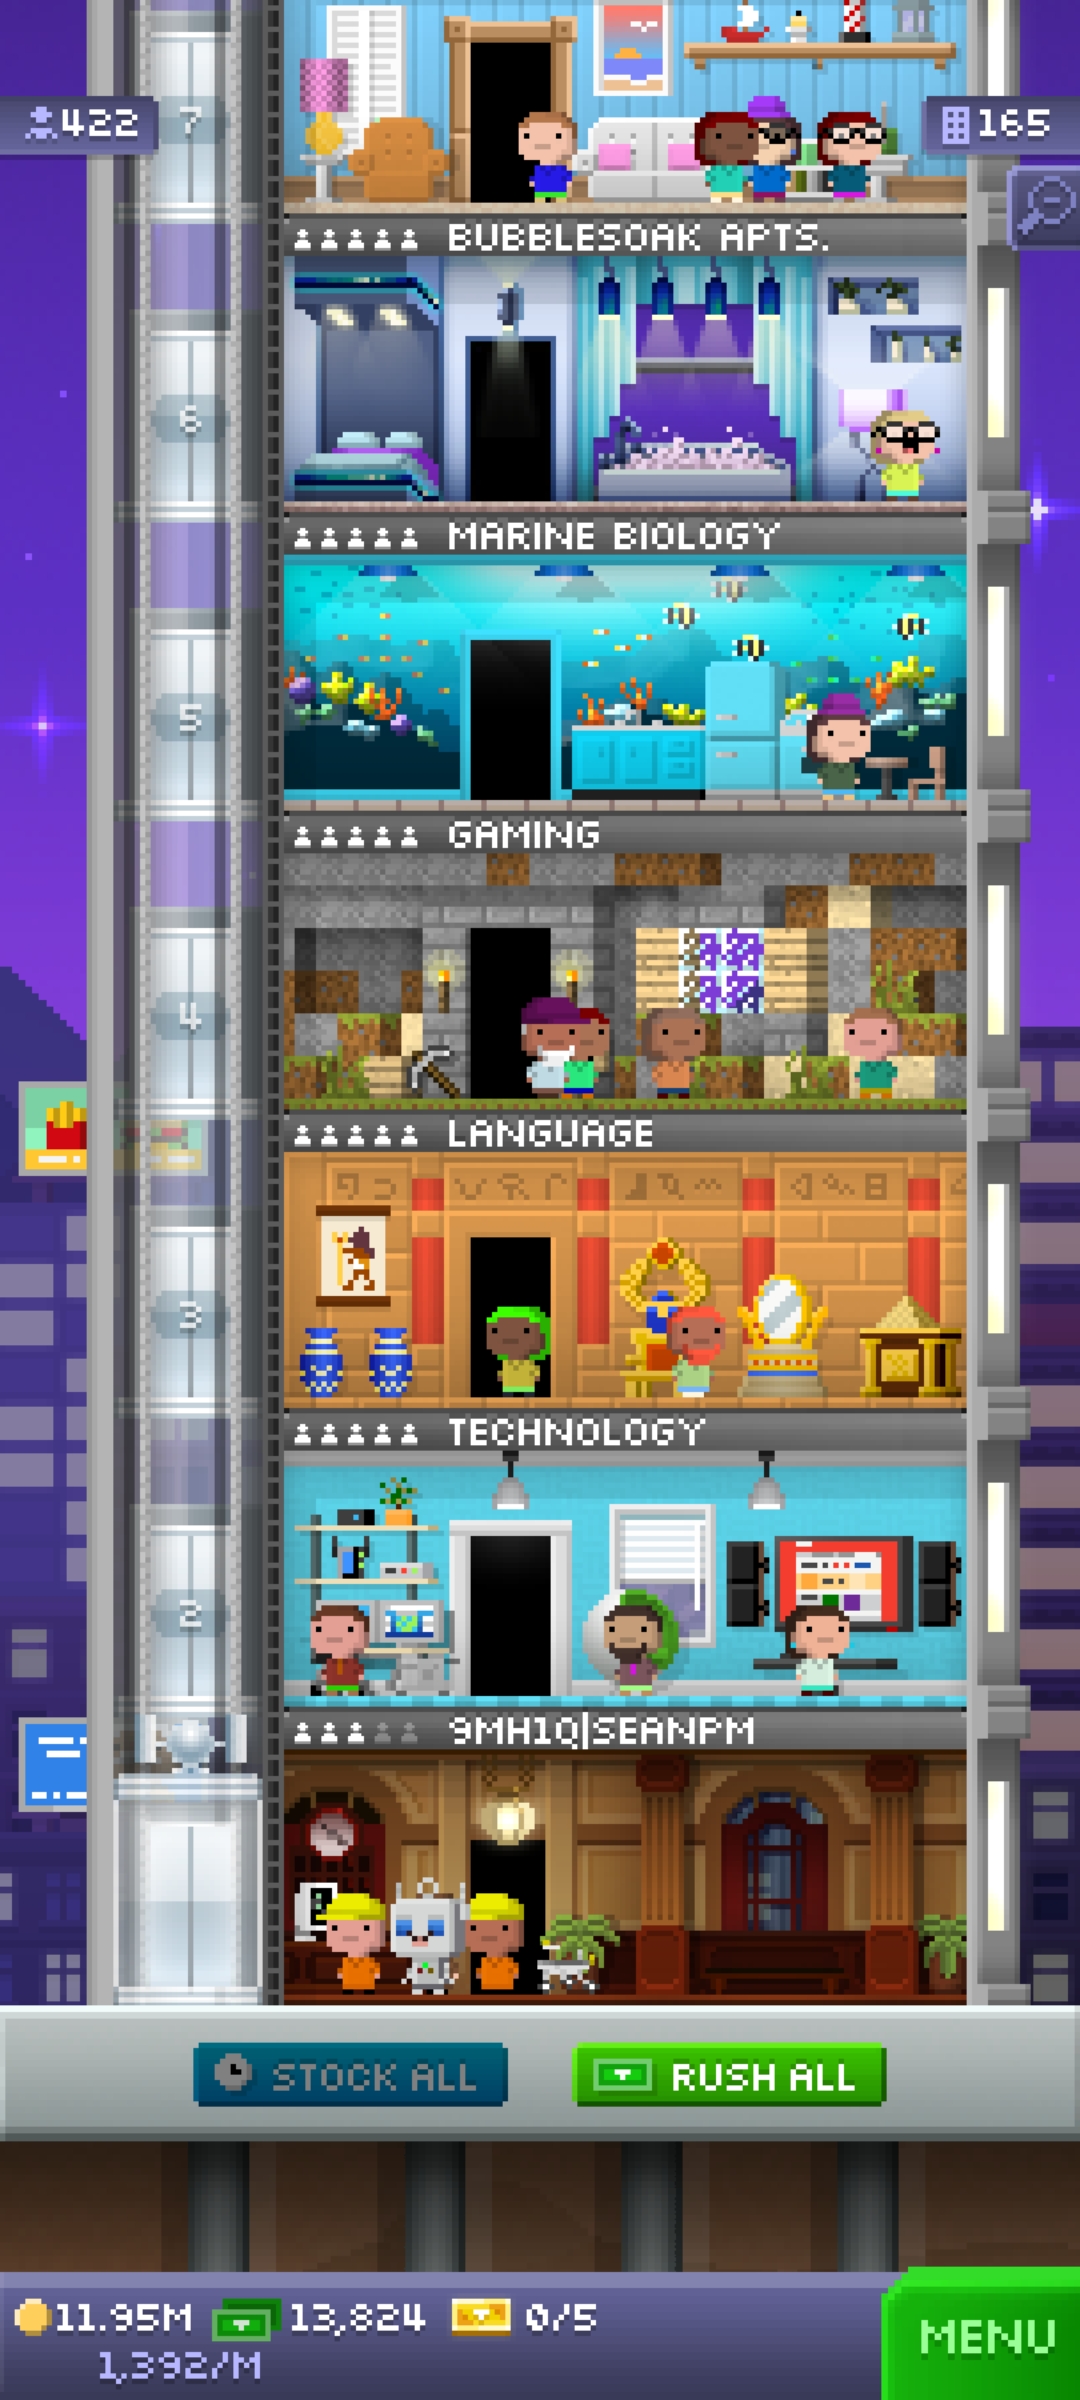 422
7
165
BUBBLESOAK APTS.
6
MARINE BIOLOGY
5
GAMING
4
LANGUAGE
3
TECHNOLOGY
2
9MH1Q|SEANPM
STOCK ALL
RUSH ALL
11.95M
13,824
0/5
1,392/M
MENU